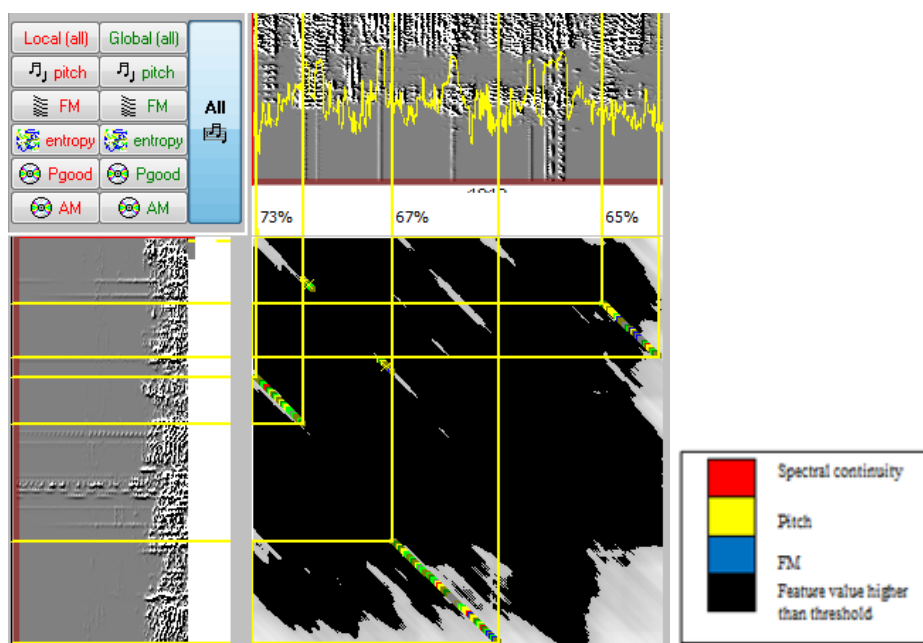 Local (all) Global (all)
pitch pitch
FM FM
entropy entropy
Pgood Pgood
AM AM
All
73% 67% 65%
Spectral continuity
Pitch
FM
Feature value higher
than threshold